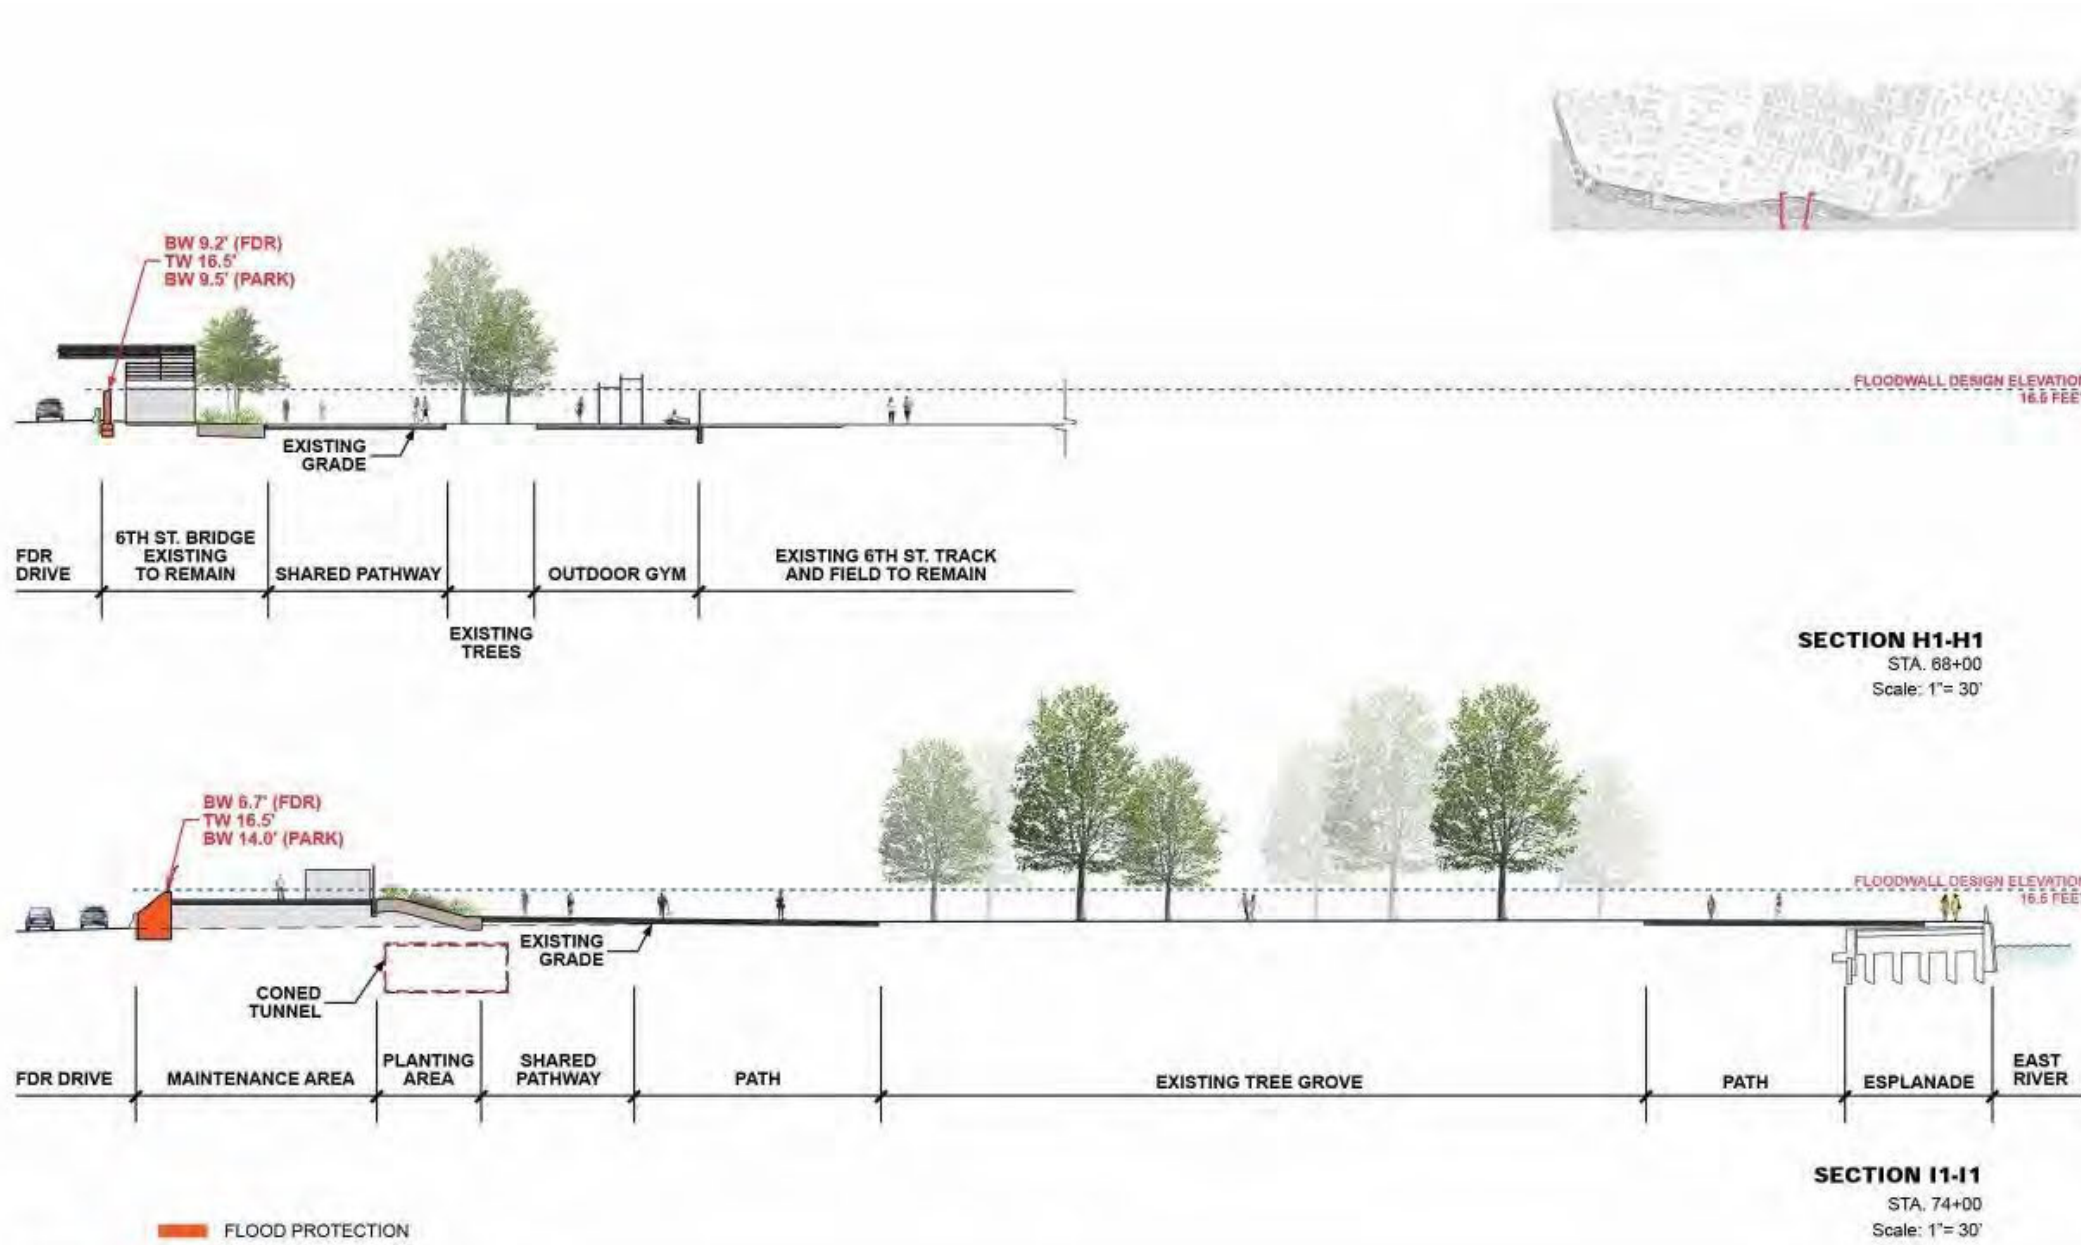 BW 9.2' (FDR)
TW 16.5'
BW 9.5' (PARK)
FLOODWALL DESIGN ELEVATION
16.5 FEET
EXISTING
GRADE
FDR
DRIVE
6TH ST. BRIDGE
EXISTING
TO REMAIN
SHARED PATHWAY
EXISTING
TREES
OUTDOOR GYM
EXISTING 6TH ST. TRACK
AND FIELD TO REMAIN
SECTION H1-H1
STA. 68+00
Scale: 1"= 30'
BW 6.7' (FDR)
TW 16.5'
BW 14.0' (PARK)
FLOODWALL DESIGN ELEVATION
16.5 FEET
EXISTING
GRADE
CONED
TUNNEL
FDR DRIVE
MAINTENANCE AREA
PLANTING
AREA
SHARED
PATHWAY
PATH
EXISTING TREE GROVE
PATH
ESPLANADE
EAST
RIVER
SECTION I1-I1
STA. 74+00
Scale: 1"= 30'
FLOOD PROTECTION